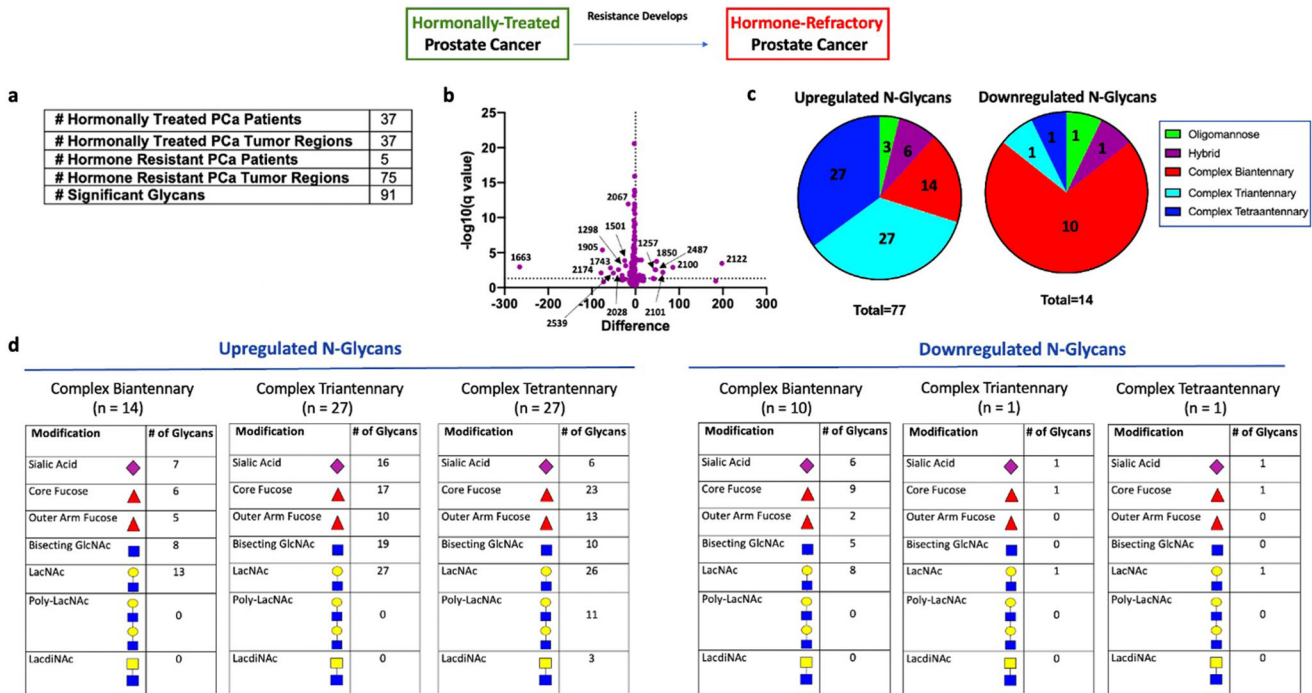 Hormonally-Treated
Prostate Cancer
Resistance Develops
Hormone-Refractory
Prostate Cancer
a
# Hormonally Treated PCa Patients 37
# Hormonally Treated PCa Tumor Regions 37
# Hormone Resistant PCa Patients 5
# Hormone Resistant PCa Tumor Regions 75
# Significant Glycans 91
b
-log10(q value)
25
20
15
10
5
0
-300 -200 -100 0 100 200 300
Difference
2067
1501
1298
1905
1743
2174
1663
2539
2028
1257
1850
2487
2100
2122
2101
c
Upregulated N-Glycans
3
6
14
27
27
Total=77
Downregulated N-Glycans
1
1
10
1
1
Total=14
Oligomannose
Hybrid
Complex Biantennary
Complex Triantennary
Complex Tetraantennary
d
Upregulated N-Glycans
Complex Biantennary
(n = 14)
Modification # of Glycans
Sialic Acid 7
Core Fucose 6
Outer Arm Fucose 5
Bisecting GlcNAc 8
LacNAc 13
Poly-LacNAc 0
LacdiNAc 0
Complex Triantennary
(n = 27)
Modification # of Glycans
Sialic Acid 16
Core Fucose 17
Outer Arm Fucose 10
Bisecting GlcNAc 19
LacNAc 27
Poly-LacNAc 0
LacdiNAc 0
Complex Tetrantennary
(n = 27)
Modification # of Glycans
Sialic Acid 6
Core Fucose 23
Outer Arm Fucose 13
Bisecting GlcNAc 10
LacNAc 26
Poly-LacNAc 11
LacdiNAc 3
Downregulated N-Glycans
Complex Biantennary
(n = 10)
Modification # of Glycans
Sialic Acid 6
Core Fucose 9
Outer Arm Fucose 2
Bisecting GlcNAc 5
LacNAc 8
Poly-LacNAc 0
LacdiNAc 0
Complex Triantennary
(n = 1)
Modification # of Glycans
Sialic Acid 1
Core Fucose 1
Outer Arm Fucose 0
Bisecting GlcNAc 0
LacNAc 1
Poly-LacNAc 0
LacdiNAc 0
Complex Tetraantennary
(n = 1)
Modification # of Glycans
Sialic Acid 1
Core Fucose 1
Outer Arm Fucose 0
Bisecting GlcNAc 0
LacNAc 1
Poly-LacNAc 0
LacdiNAc 0